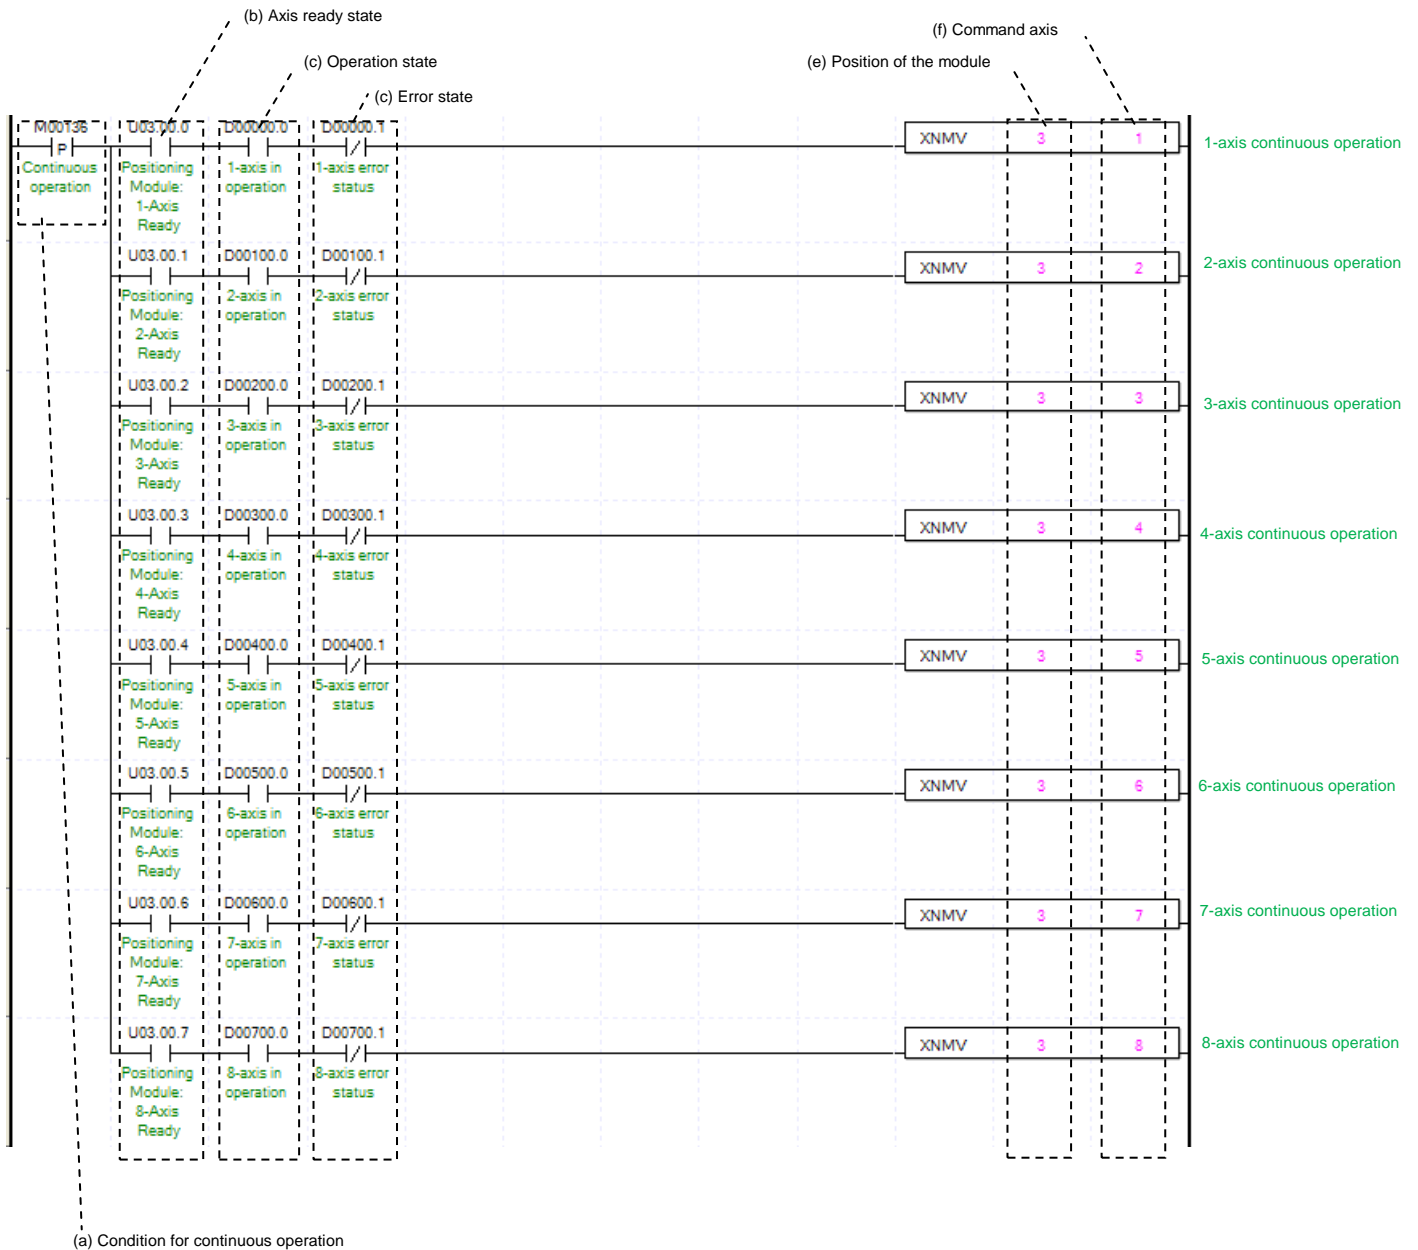 (b) Axis ready state
(f) Command axis
(c) Operation state
(e) Position of the module
(c) Error state
M00136 U03.00.0 D00000.0 D00000.1
P
XNMV 3 1
1-axis continuous operation
Continuous Positioning 1-axis in 1-axis error
operation Module: operation status
1-Axis
Ready
U03.00.1 D00100.0 D00100.1
XNMV 3 2
2-axis continuous operation
Positioning 2-axis in 2-axis error
Module: operation status
2-Axis
Ready
U03.00.2 D00200.0 D00200.1
XNMV 3 3
3-axis continuous operation
Positioning 3-axis in 3-axis error
Module: operation status
3-Axis
Ready
U03.00.3 D00300.0 D00300.1
XNMV 3 4
4-axis continuous operation
Positioning 4-axis in 4-axis error
Module: operation status
4-Axis
Ready
U03.00.4 D00400.0 D00400.1
XNMV 3 5
5-axis continuous operation
Positioning 5-axis in 5-axis error
Module: operation status
5-Axis
Ready
U03.00.5 D00500.0 D00500.1
XNMV 3 6
6-axis continuous operation
Positioning 6-axis in 6-axis error
Module: operation status
6-Axis
Ready
U03.00.6 D00600.0 D00600.1
XNMV 3 7
7-axis continuous operation
Positioning 7-axis in 7-axis error
Module: operation status
7-Axis
Ready
U03.00.7 D00700.0 D00700.1
XNMV 3 8
8-axis continuous operation
Positioning 8-axis in 8-axis error
Module: operation status
8-Axis
Ready
(a) Condition for continuous operation